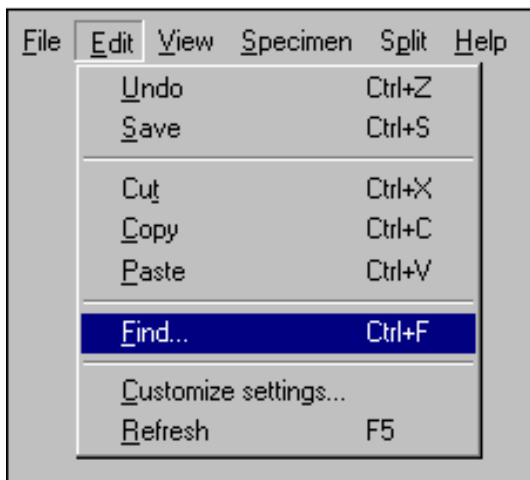 File Edit View Specimen Split Help
Undo Ctrl+Z
Save Ctrl+S
Cut Ctrl+X
Copy Ctrl+C
Paste Ctrl+V
Find... Ctrl+F
Customize settings...
Refresh F5